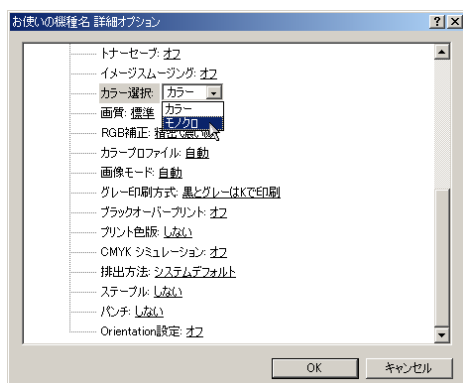 お使いの機種名 詳細オプション
トナーセーブ: オフ
イメージスムージング: オフ
カラー選択: カラー
カラー
モノクロ
画質: 標準
RGB補正:
カラープロファイル: 自動
画像モード: 自動
グレー印刷方式: 黒とグレーはKで印刷
ブラックオーバープリント: オフ
プリント色版: しない
CMYK シミュレーション: オフ
排出方法: システムデフォルト
ステープル: しない
パンチ: しない
Orientation設定: オフ
OK キャンセル